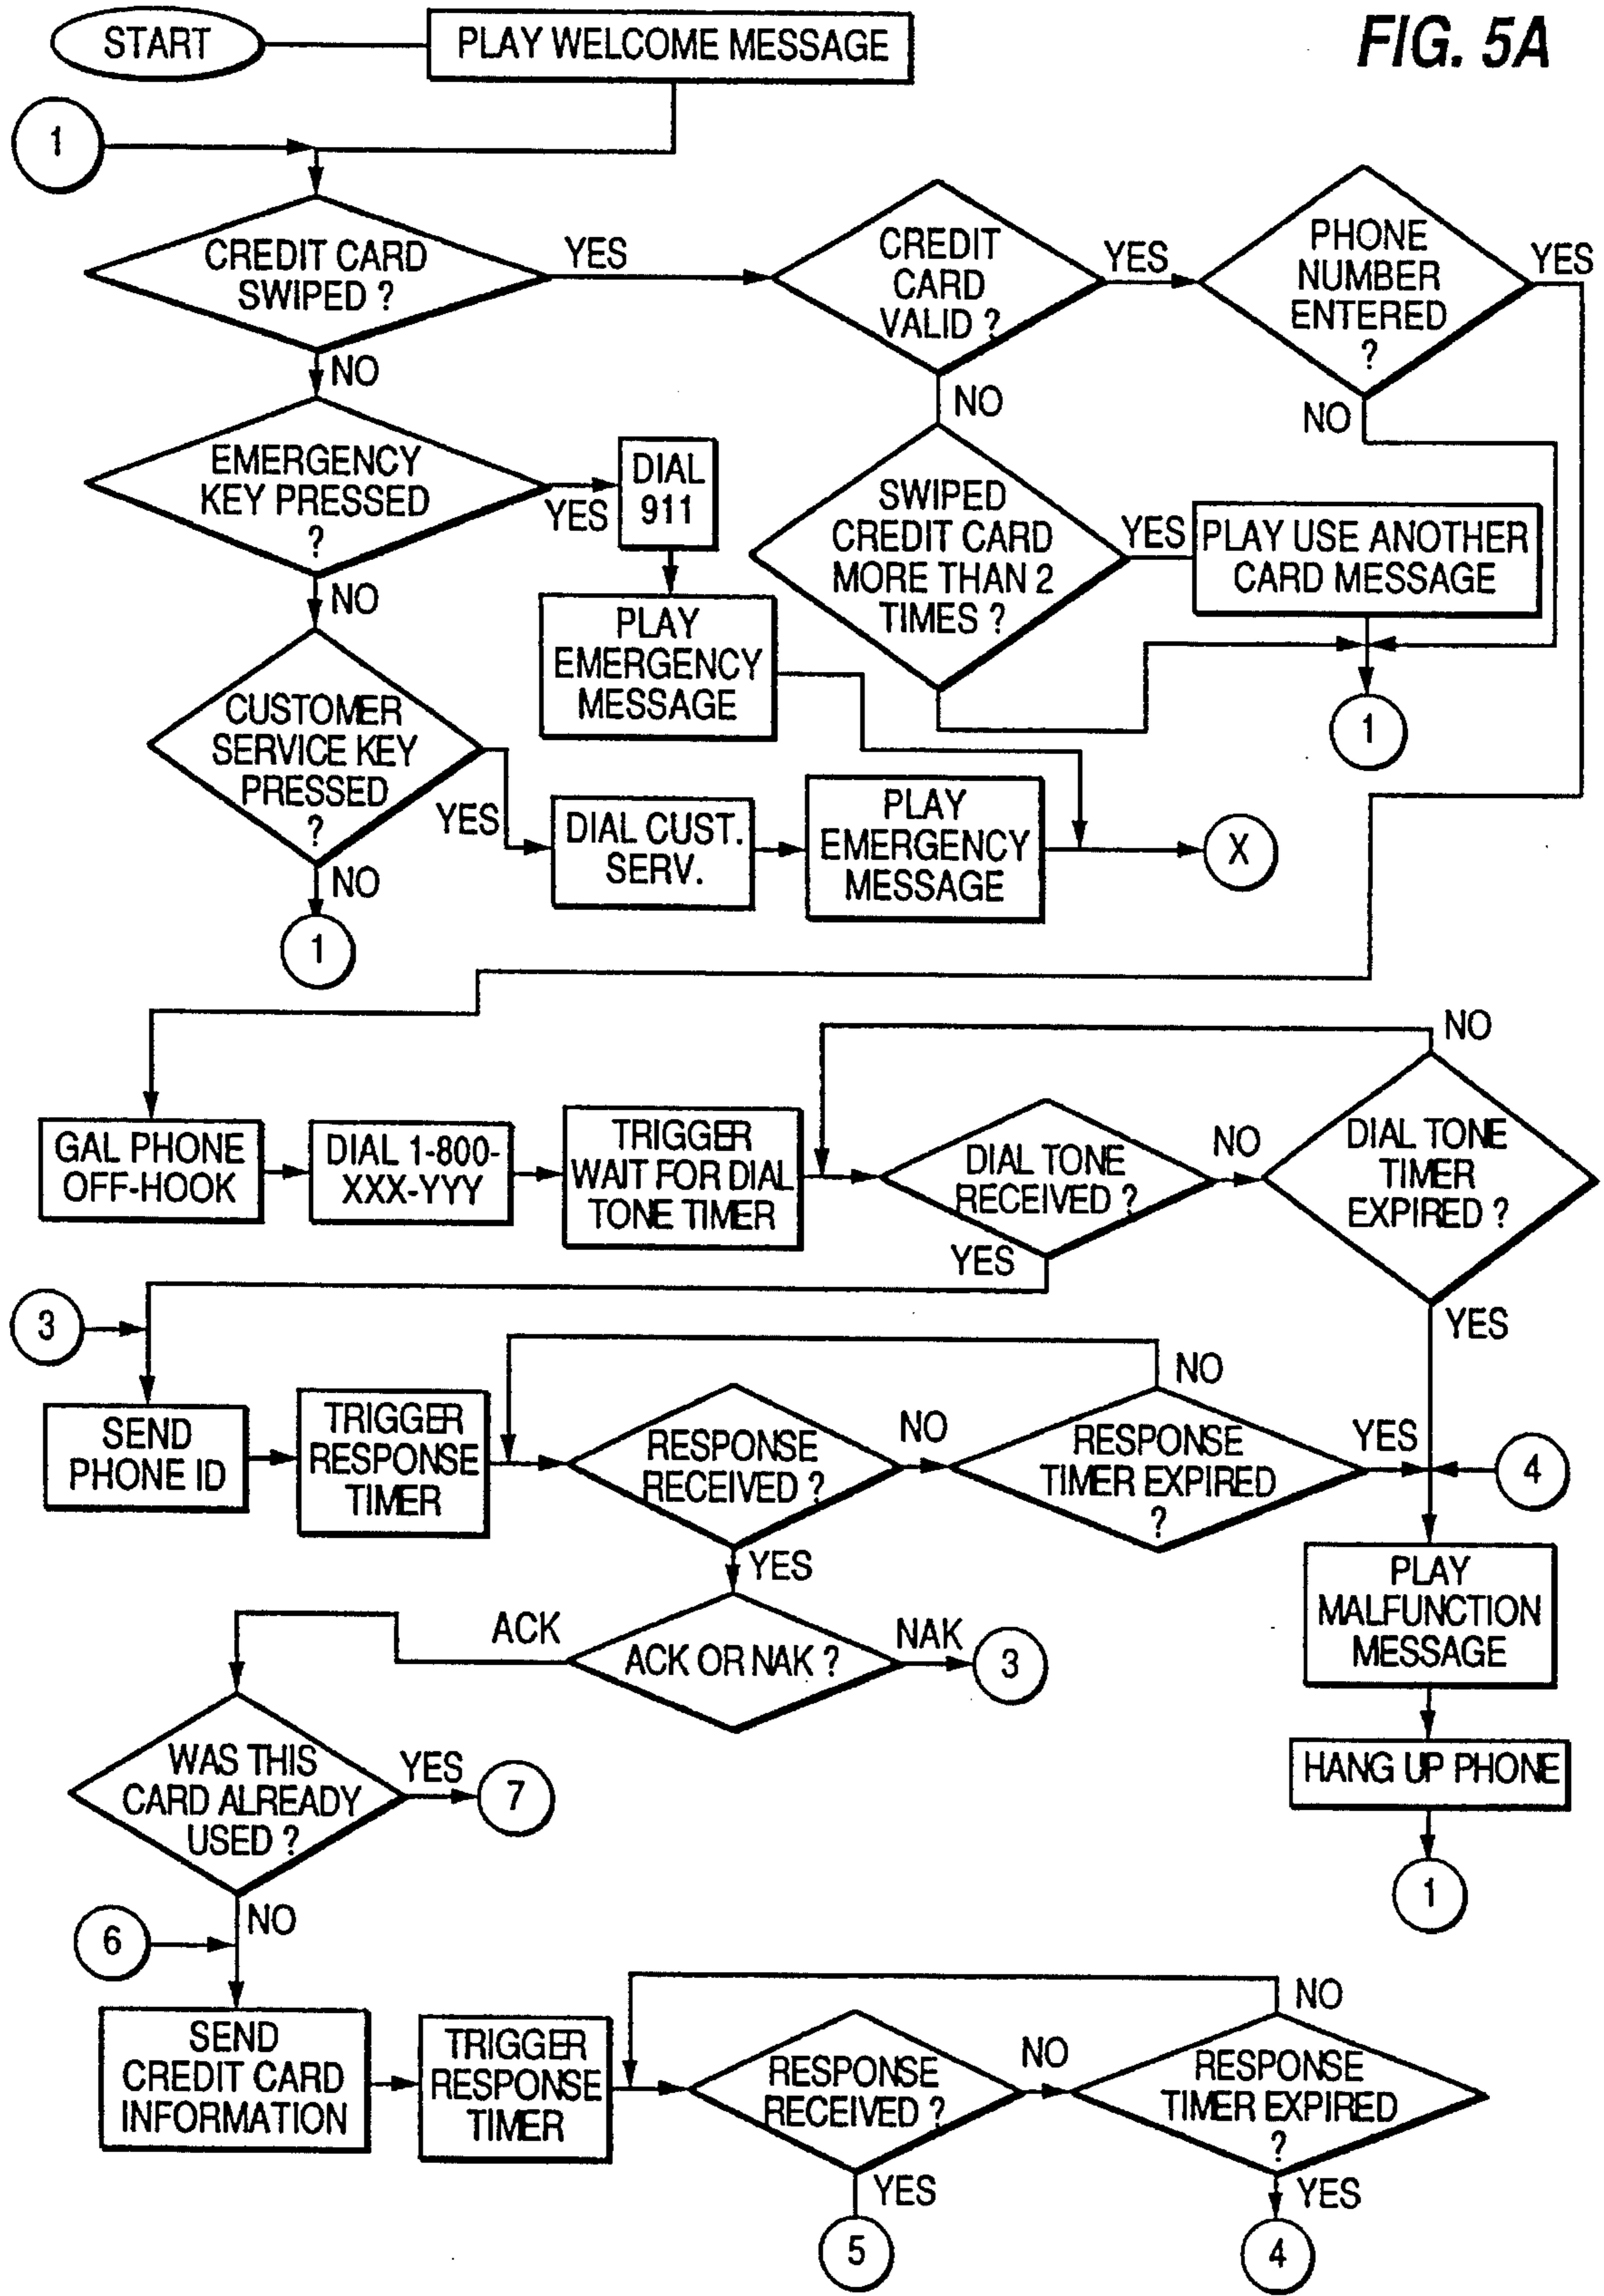 FIG. 5A
START
PLAY WELCOME MESSAGE
1
CREDIT CARD
SWIPED ?
YES
CREDIT
CARD
VALID ?
YES
PHONE
NUMBER
ENTERED
?
YES
NO
NO
NO
EMERGENCY
KEY PRESSED
?
YES
DIAL
911
SWIPED
CREDIT CARD
MORE THAN 2
TIMES ?
YES
PLAY USE ANOTHER
CARD MESSAGE
NO
PLAY
EMERGENCY
MESSAGE
1
CUSTOMER
SERVICE KEY
PRESSED
?
YES
DIAL CUST.
SERV.
PLAY
EMERGENCY
MESSAGE
X
NO
1
NO
GAL PHONE
OFF-HOOK
DIAL 1-800-
XXX-YYY
TRIGGER
WAIT FOR DIAL
TONE TIMER
DIAL TONE
RECEIVED ?
NO
DIAL TONE
TIMER
EXPIRED ?
YES
YES
3
NO
SEND
PHONE ID
TRIGGER
RESPONSE
TIMER
RESPONSE
RECEIVED ?
NO
RESPONSE
TIMER EXPIRED
?
YES
4
YES
PLAY
MALFUNCTION
MESSAGE
ACK
ACK OR NAK ?
NAK
3
HANG UP PHONE
WAS THIS
CARD ALREADY
USED ?
YES
7
1
NO
6
NO
SEND
CREDIT CARD
INFORMATION
TRIGGER
RESPONSE
TIMER
RESPONSE
RECEIVED ?
NO
RESPONSE
TIMER EXPIRED
?
YES
YES
5
4